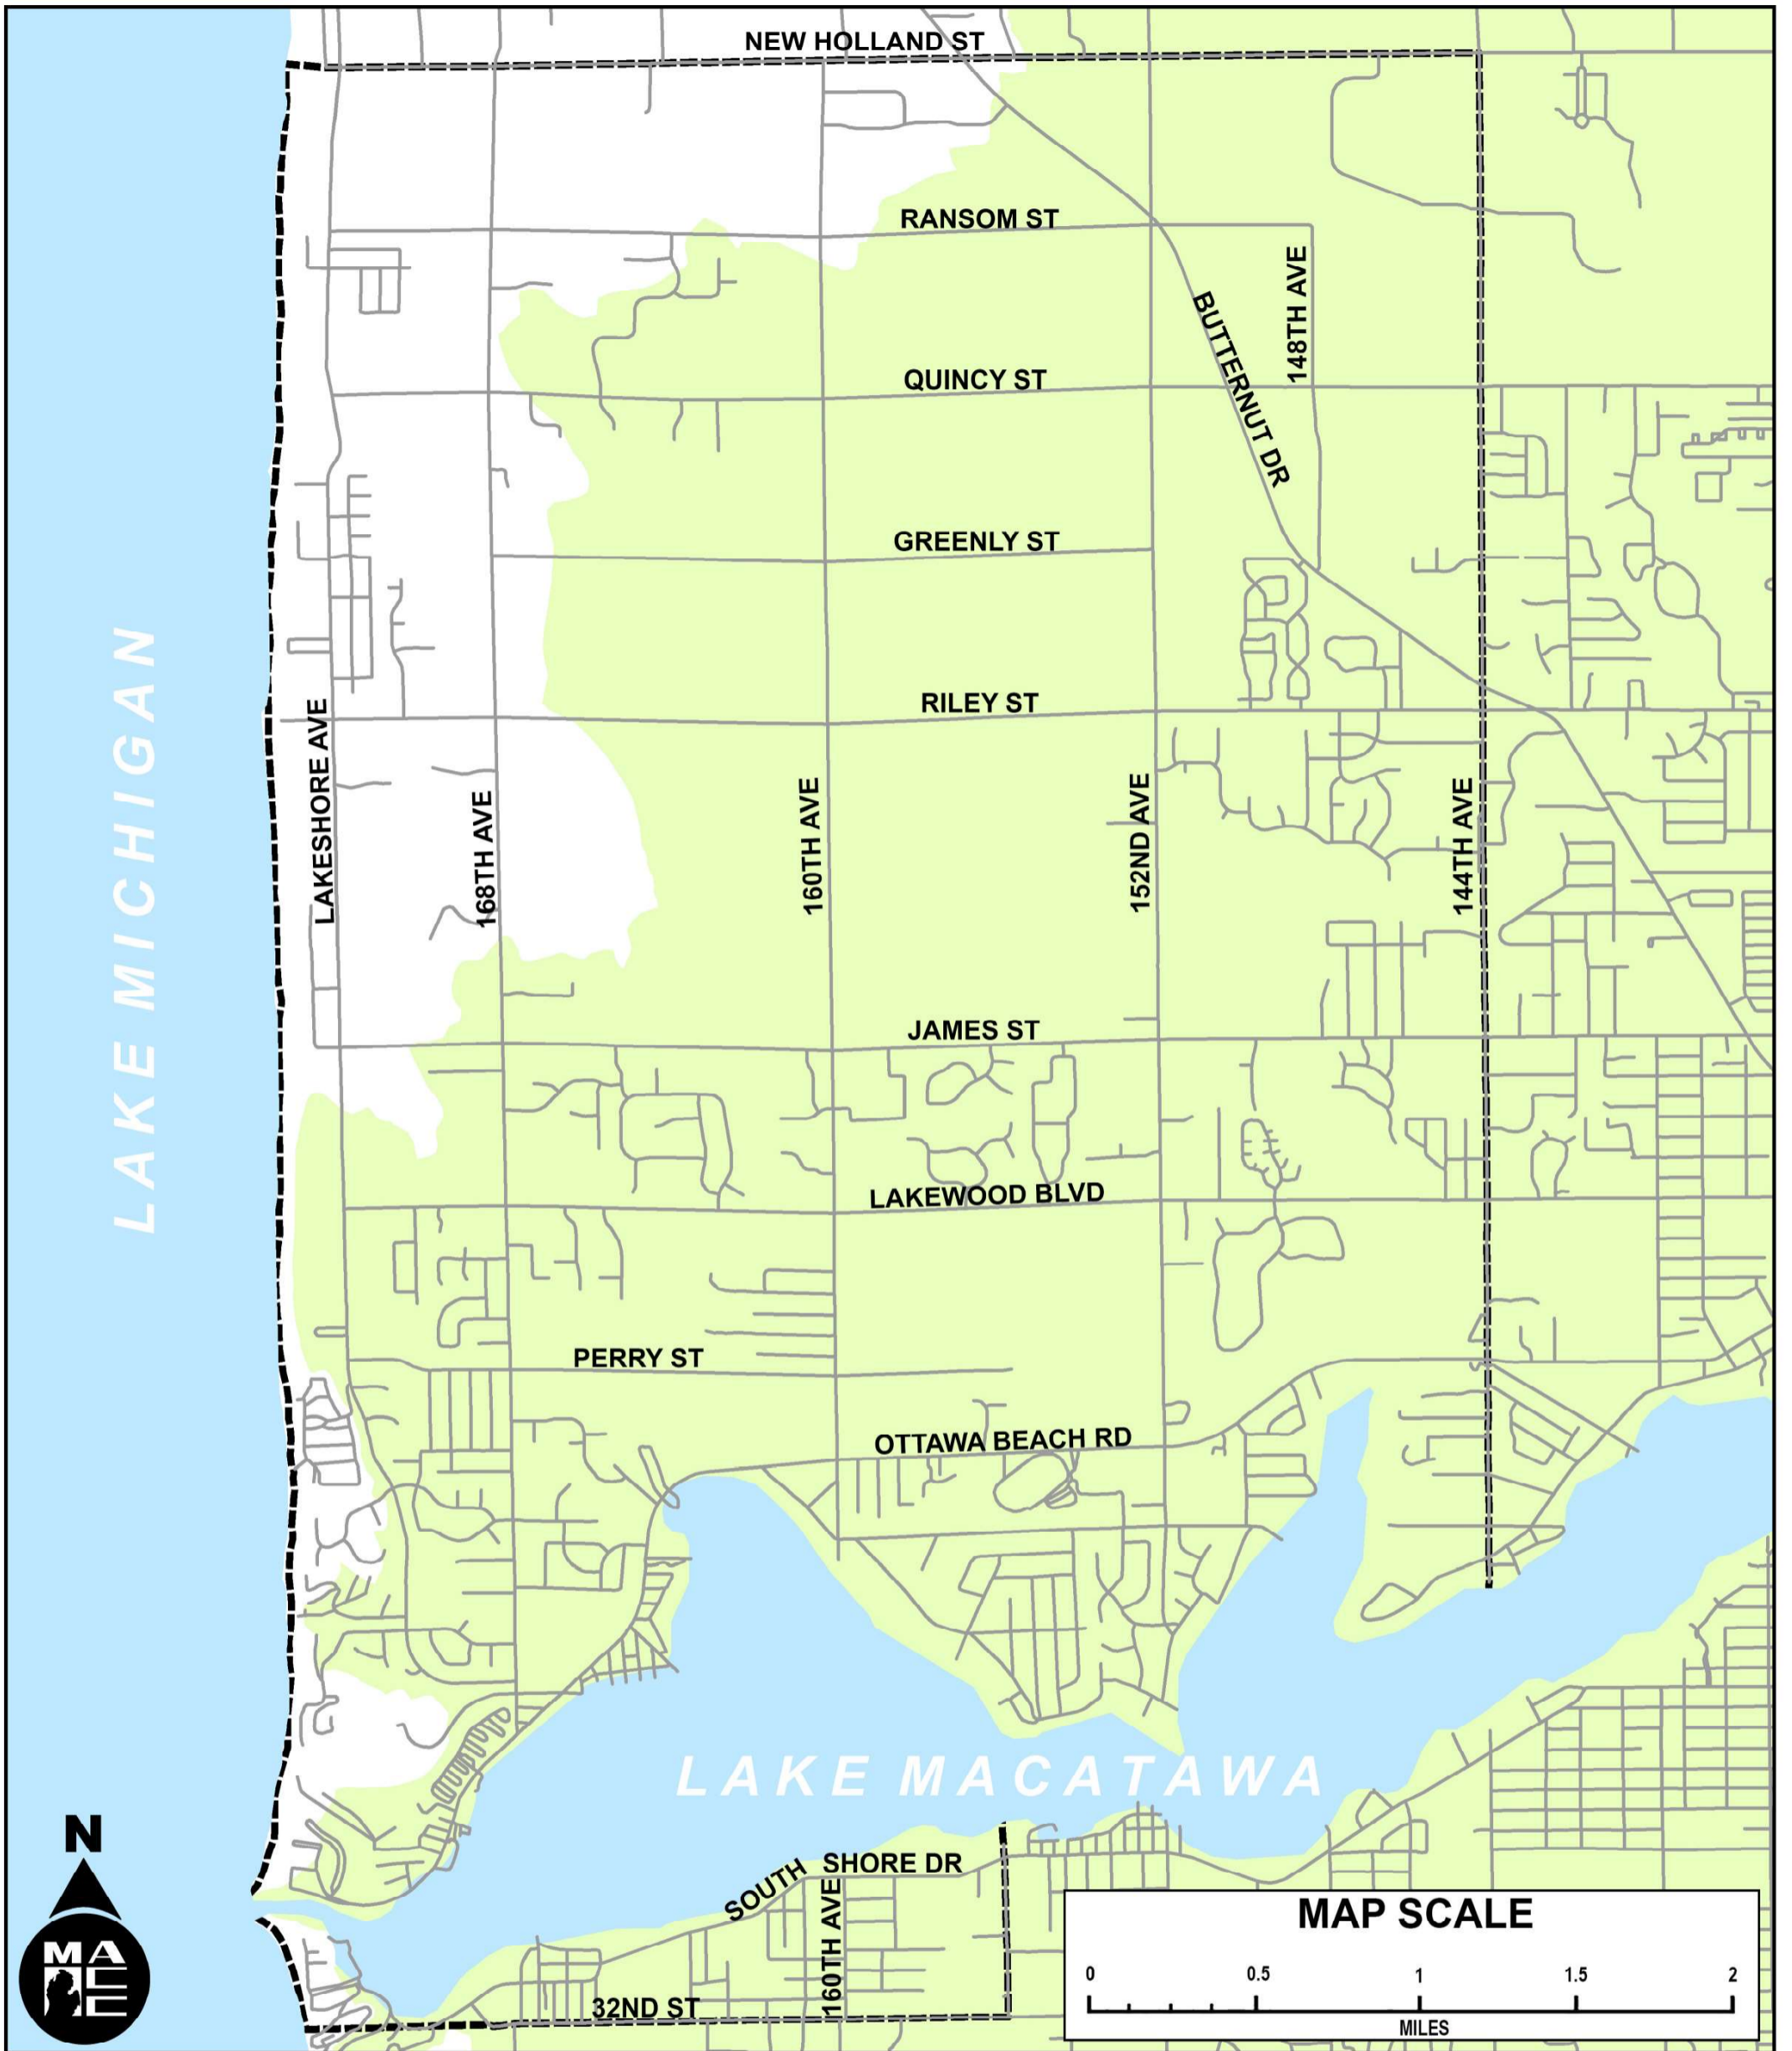 NEW HOLLAND ST
RANSOM ST
148TH AVE
BUTTERNUT DR
QUINCY ST
GREENLY ST
LAKE MICHIGAN
RILEY ST
LAKESHORE AVE
168TH AVE
160TH AVE
152ND AVE
144TH AVE
JAMES ST
LAKEWOOD BLVD
PERRY ST
OTTAWA BEACH RD
LAKE MACATAWA
N
SOUTH SHORE DR
160TH AVE
32ND ST
MA
CC
MAP SCALE
0 0.5 1 1.5 2
MILES